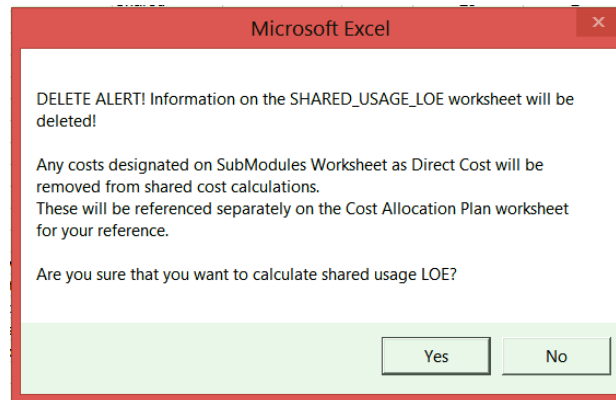 Microsoft Excel
DELETE ALERT! Information on the SHARED_USAGE_LOE worksheet will be
deleted!
Any costs designated on SubModules Worksheet as Direct Cost will be
removed from shared cost calculations.
These will be referenced separately on the Cost Allocation Plan worksheet
for your reference.
Are you sure that you want to calculate shared usage LOE?
Yes No